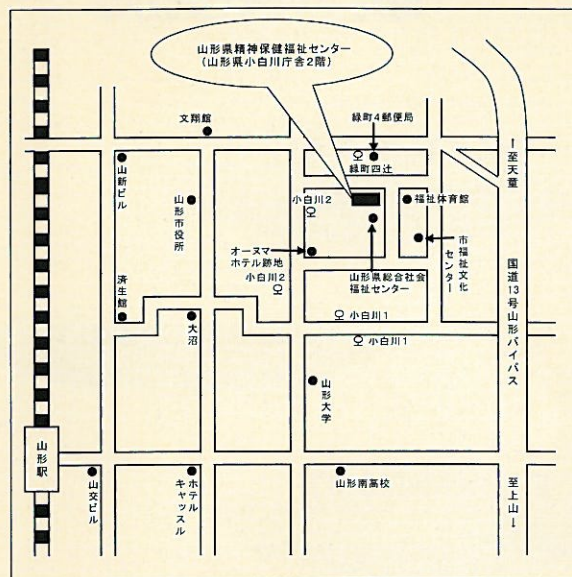 山形県精神保健福祉センター
(山形県小白川庁舎2階)
文翔館
緑町4郵便局
緑町四辻
↑至天童
山新ビル
山形市役所
小白川2
福祉体育館
オーヌマ
ホテル跡地
市福祉文化
センター
山形県総合社会
福祉センター
国道13号山形バイパス
小白川2
済生館
大沼
小白川1
小白川1
山形大学
山形駅
山交ビル
ホテル
キャッスル
山形南高校
至上山↓